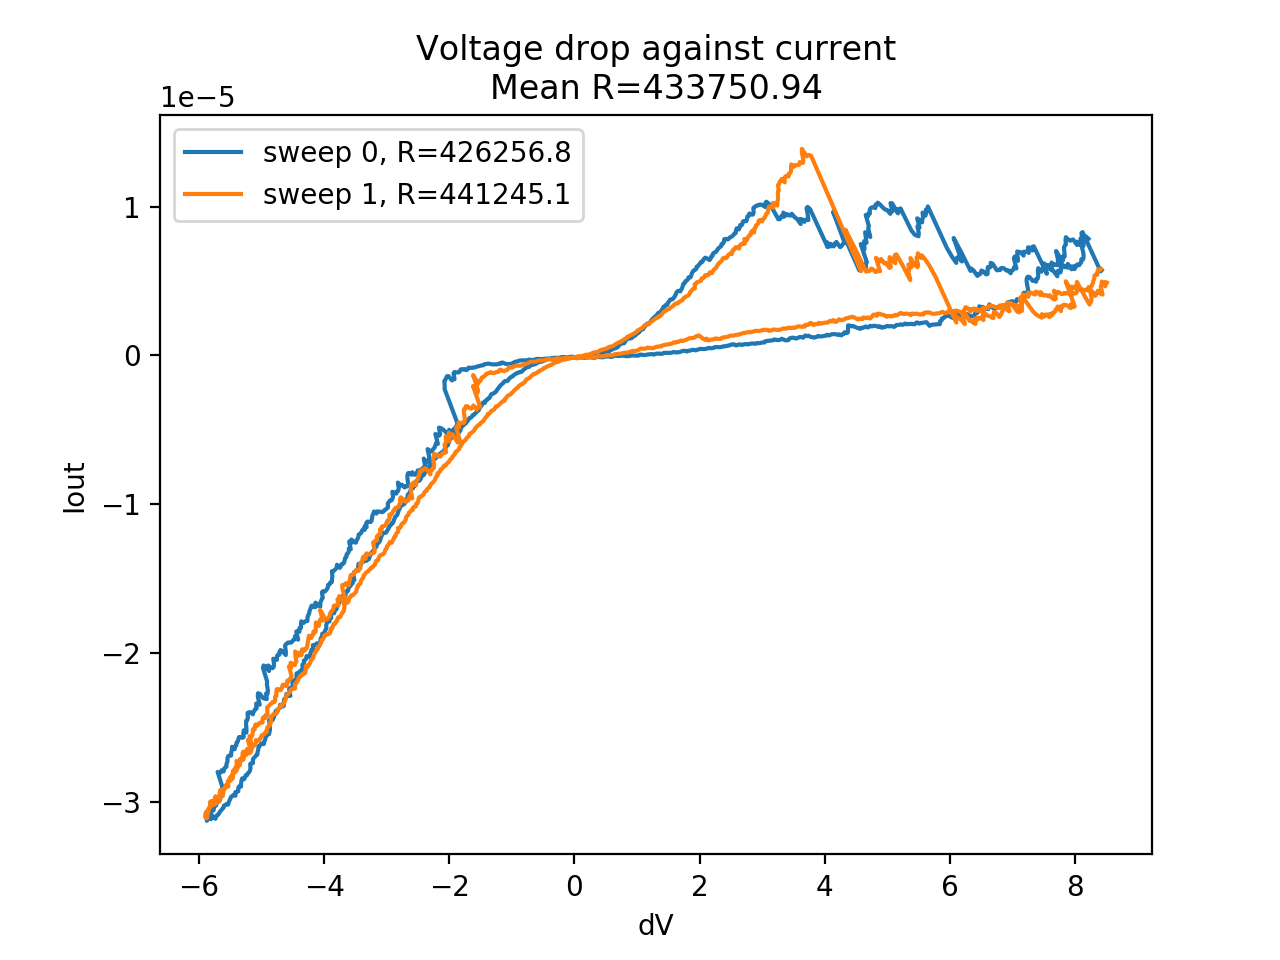 Voltage drop against current
Mean R=433750.94
1e−5
sweep 0, R=426256.8
sweep 1, R=441245.1
1
0
−1
−2
−3
Iout
−6 −4 −2 0 2 4 6 8
dV